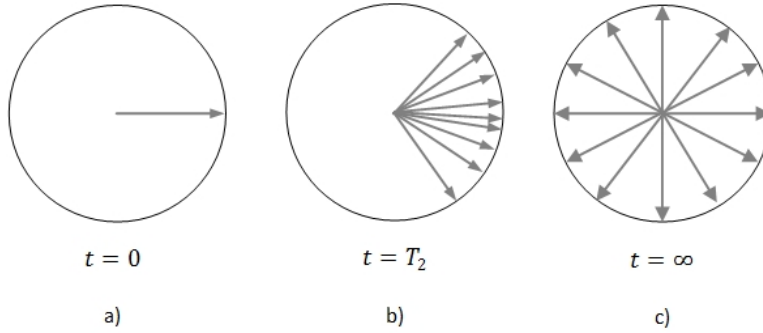 t = 0
t = T₂
t = ∞
a)
b)
c)